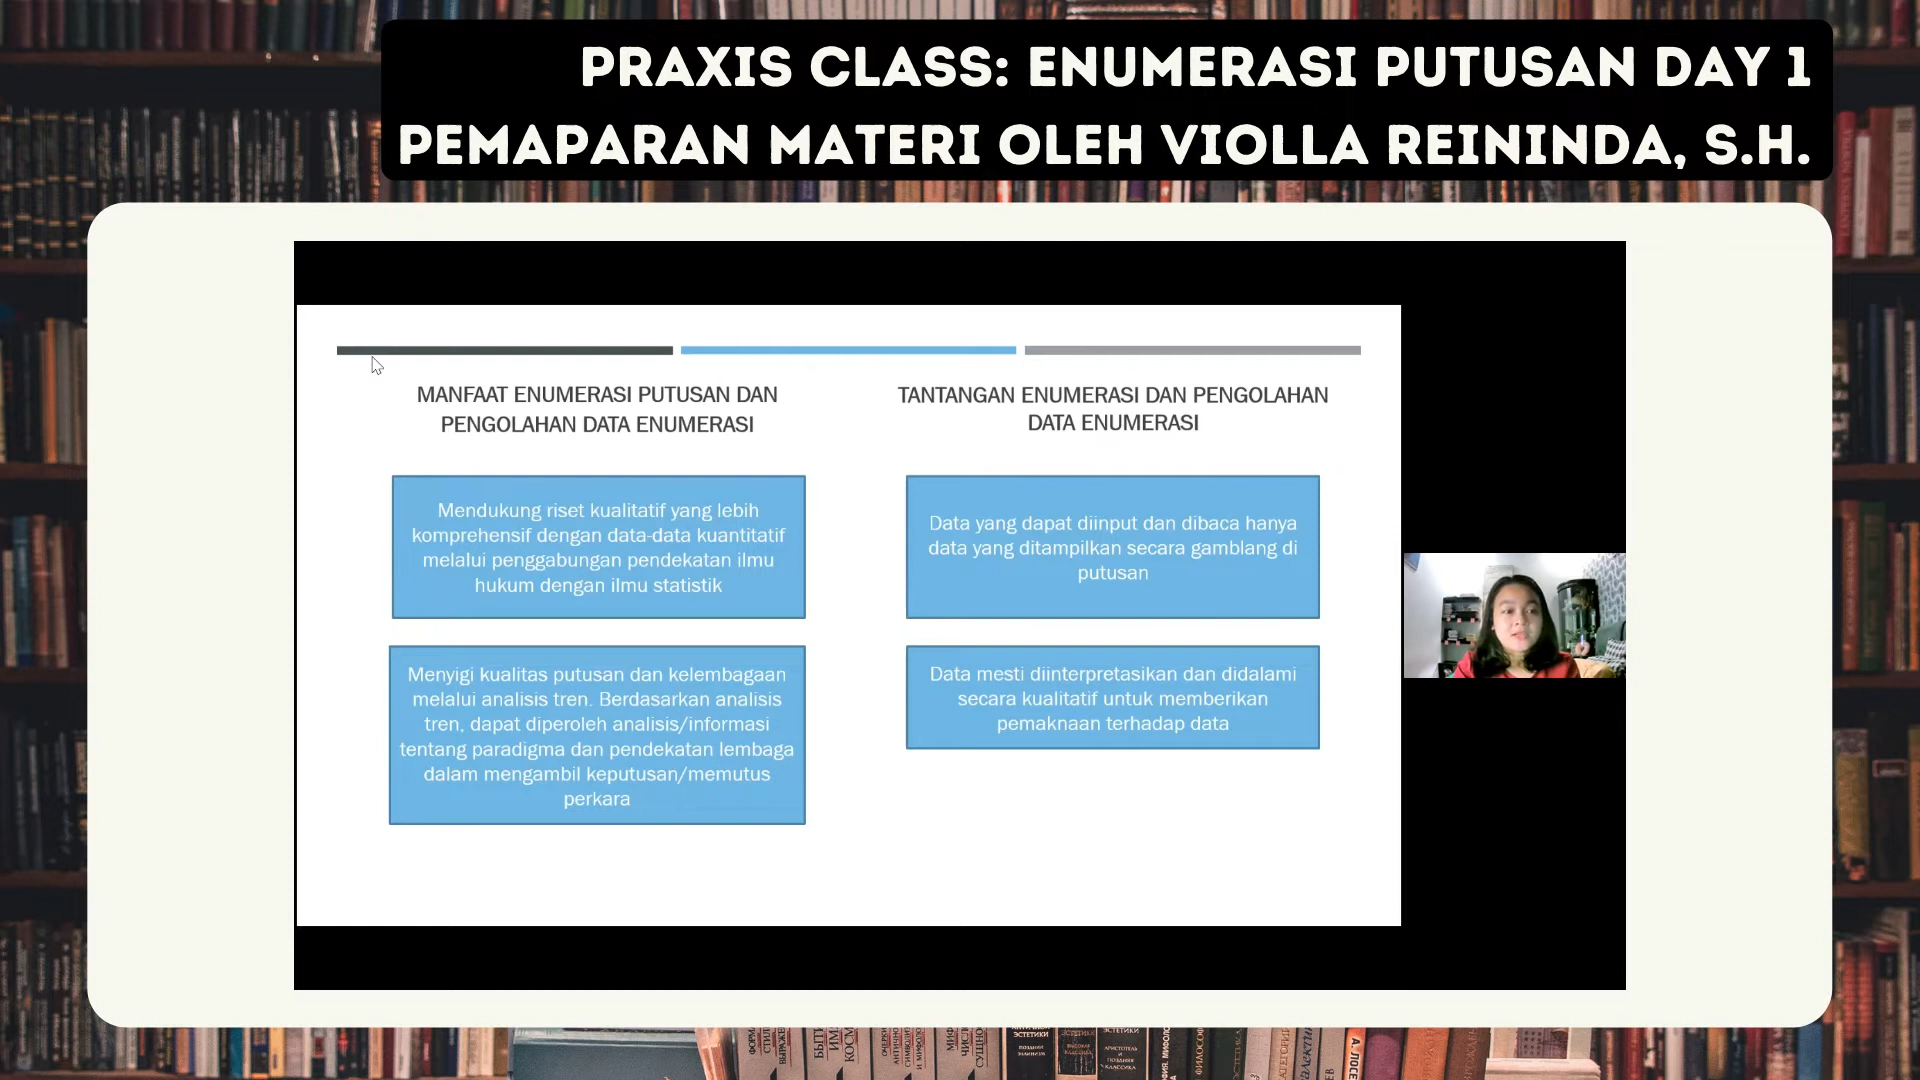 PRAXIS CLASS: ENUMERASI PUTUSAN DAY 1
PEMAPARAN MATERI OLEH VIOLLA REININDA, S.H.
MANFAAT ENUMERASI PUTUSAN DAN
PENGOLAHAN DATA ENUMERASI
Mendukung riset kualitatif yang lebih
komprehensif dengan data-data kuantitatif
melalui penggabungan pendekatan ilmu
hukum dengan ilmu statistik
Menyigi kualitas putusan dan kelembagaan
melalui analisis tren. Berdasarkan analisis
tren, dapat diperoleh analisis/informasi
tentang paradigma dan pendekatan lembaga
dalam mengambil keputusan/memutus
perkara
TANTANGAN ENUMERASI DAN PENGOLAHAN
DATA ENUMERASI
Data yang dapat diinput dan dibaca hanya
data yang ditampilkan secara gamblang di
putusan
Data mesti diinterpretasikan dan didalami
secara kualitatif untuk memberikan
pemaknaan terhadap data